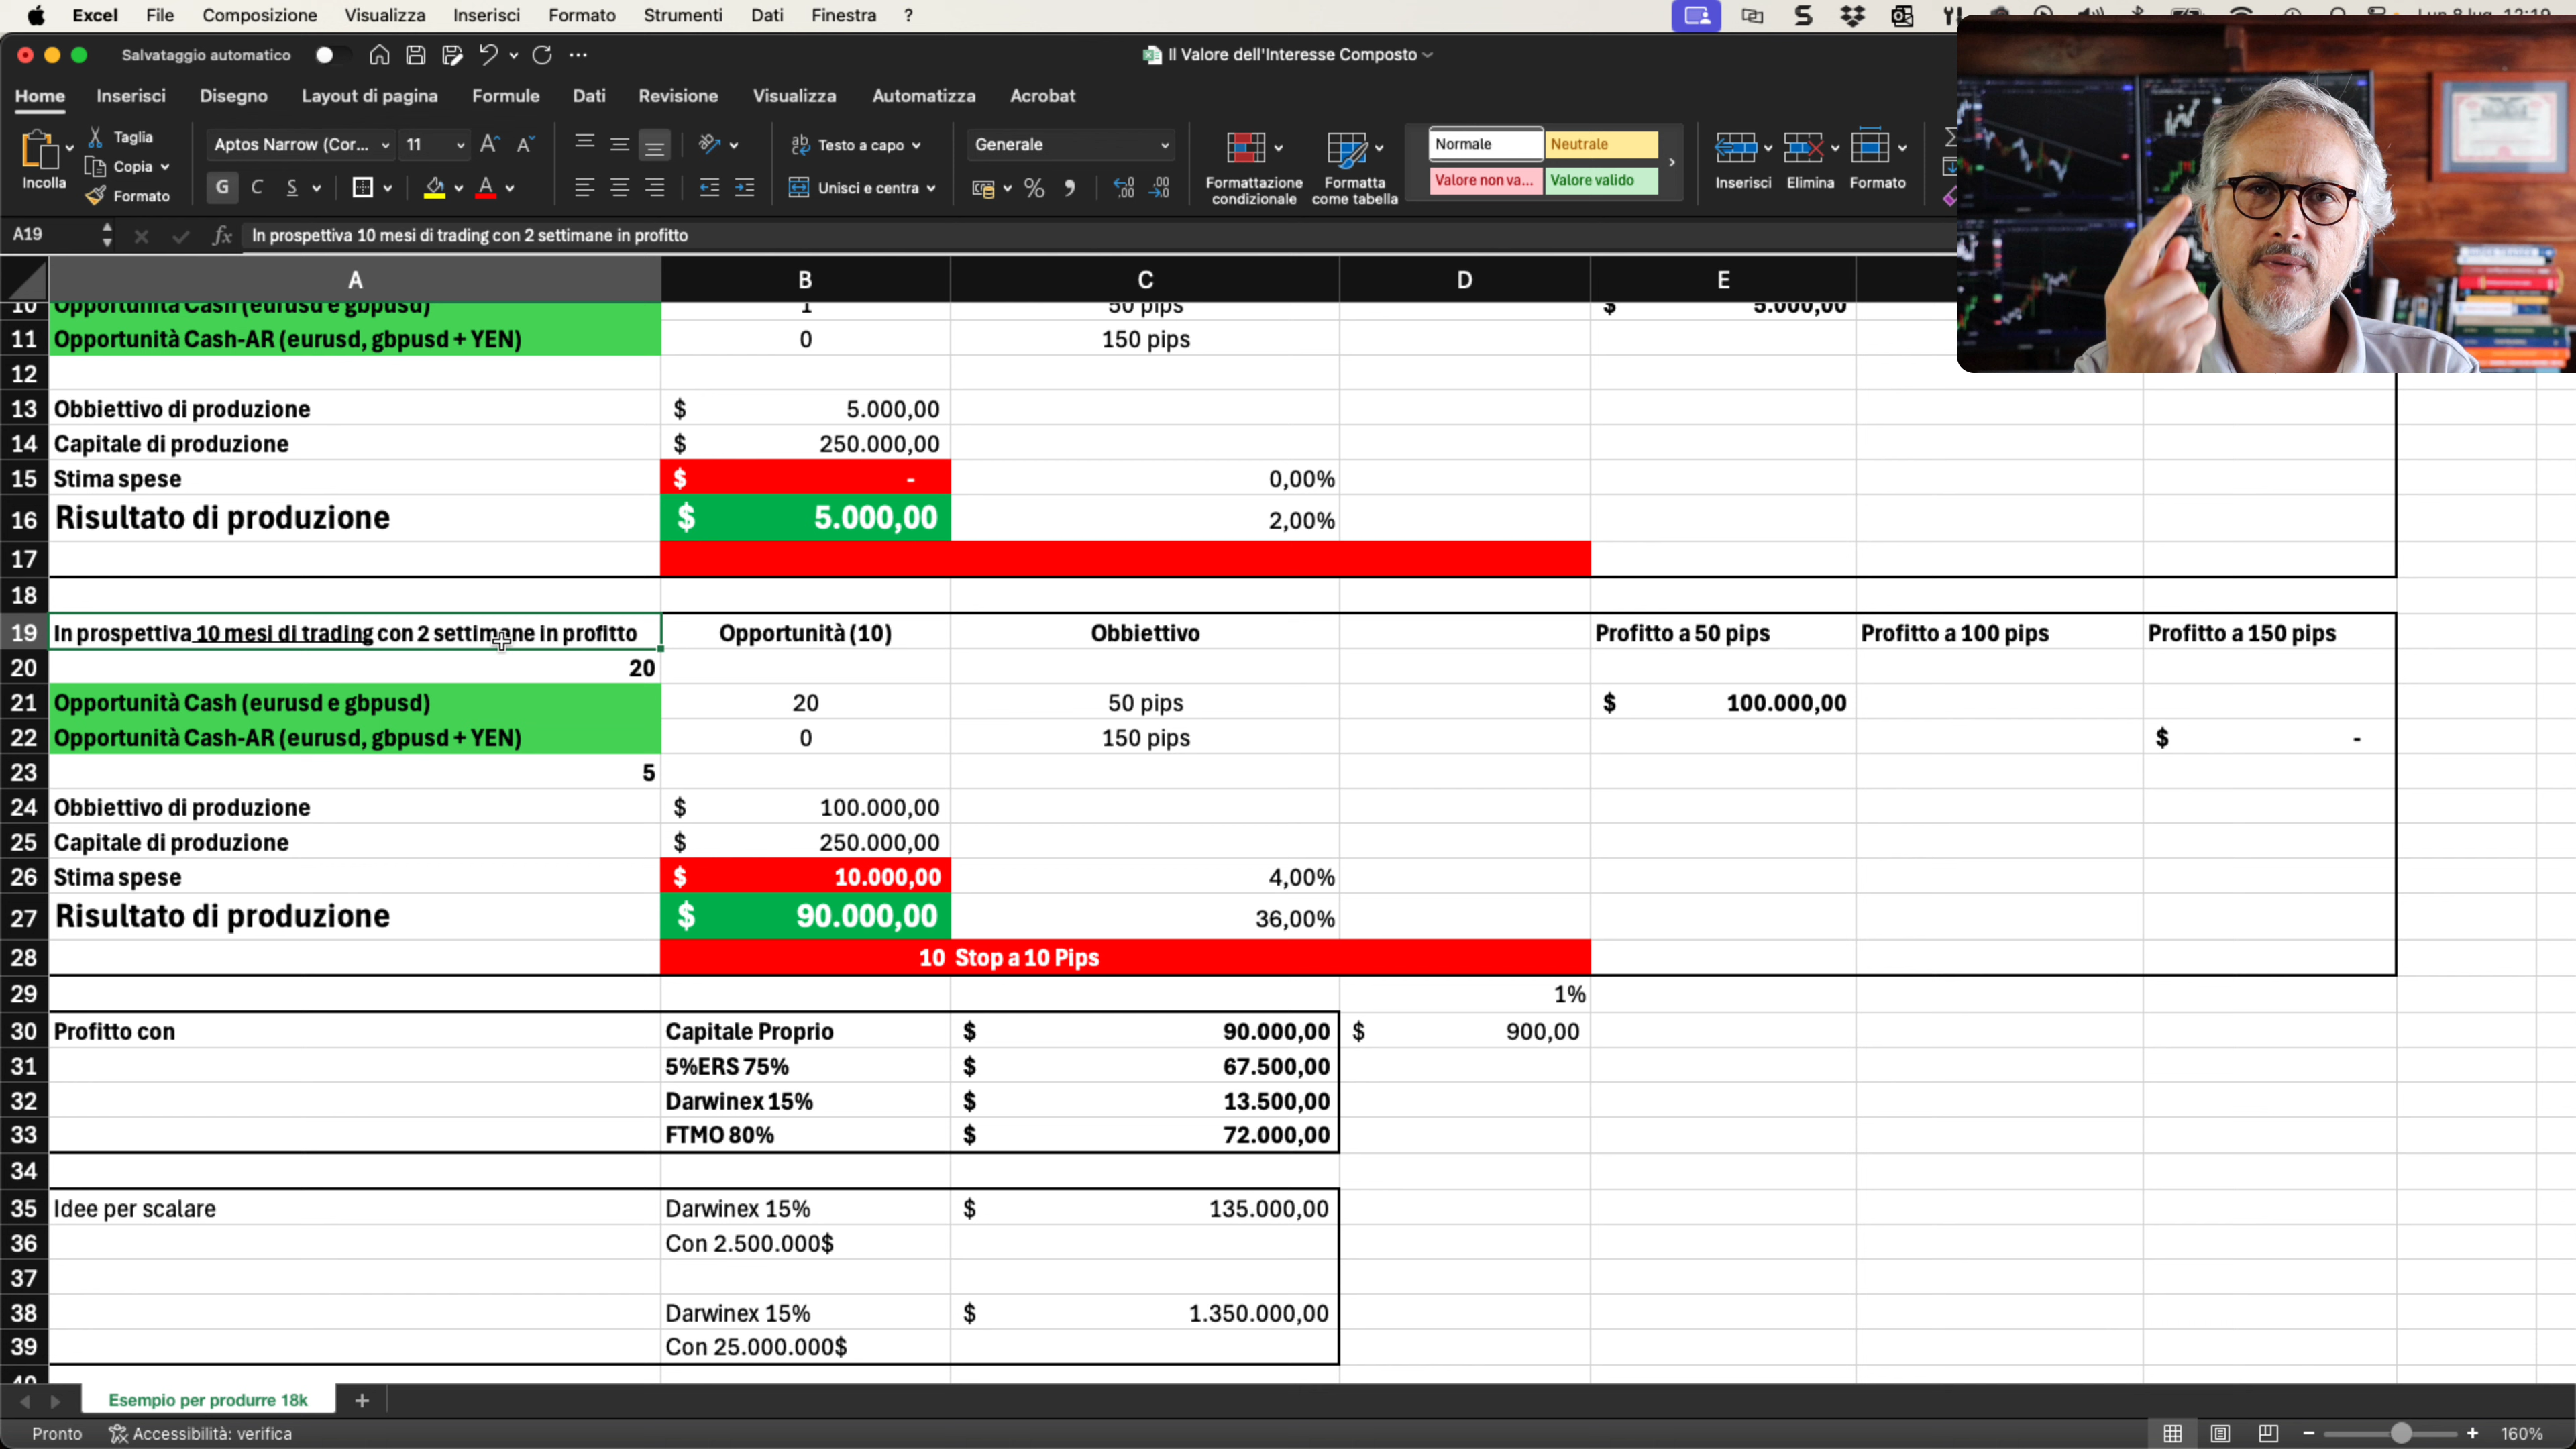 Excel File Composizione Visualizza Inserisci Formato Strumenti Dati Finestra ?
Salvataggio automatico
Il Valore dell'Interesse Composto
Home Inserisci Disegno Layout di pagina Formule Dati Revisione Visualizza Automatizza Acrobat
Incolla
Taglia
Copia
Formato
Aptos Narrow (Cor... 11
G C S
Testo a capo
Unisci e centra
Generale
Formattazione condizionale
Formatta come tabella
Normale Neutrale
Valore non va... Valore valido
Inserisci Elimina Formato
A19 fx In prospettiva 10 mesi di trading con 2 settimane in profitto
A B C D E
10 Opportunità Cash (eurusd e gbpusd) 1 50 pips $ 5.000,00
11 Opportunità Cash-AR (eurusd, gbpusd + YEN) 0 150 pips
12
13 Obbiettivo di produzione $ 5.000,00
14 Capitale di produzione $ 250.000,00
15 Stima spese $ - 0,00%
16 Risultato di produzione $ 5.000,00 2,00%
17
18
19 In prospettiva 10 mesi di trading con 2 settimane in profitto Opportunità (10) Obbiettivo Profitto a 50 pips Profitto a 100 pips Profitto a 150 pips
20 20
21 Opportunità Cash (eurusd e gbpusd) 20 50 pips $ 100.000,00
22 Opportunità Cash-AR (eurusd, gbpusd + YEN) 0 150 pips $ -
23 5
24 Obbiettivo di produzione $ 100.000,00
25 Capitale di produzione $ 250.000,00
26 Stima spese $ 10.000,00 4,00%
27 Risultato di produzione $ 90.000,00 36,00%
28 10 Stop a 10 Pips
29 1%
30 Profitto con Capitale Proprio $ 90.000,00 $ 900,00
31 5%ERS 75% $ 67.500,00
32 Darwinex 15% $ 13.500,00
33 FTMO 80% $ 72.000,00
34
35 Idee per scalare Darwinex 15% $ 135.000,00
36 Con 2.500.000$
37
38 Darwinex 15% $ 1.350.000,00
39 Con 25.000.000$
40
Esempio per produrre 18k +
Pronto Accessibilità: verifica 160%